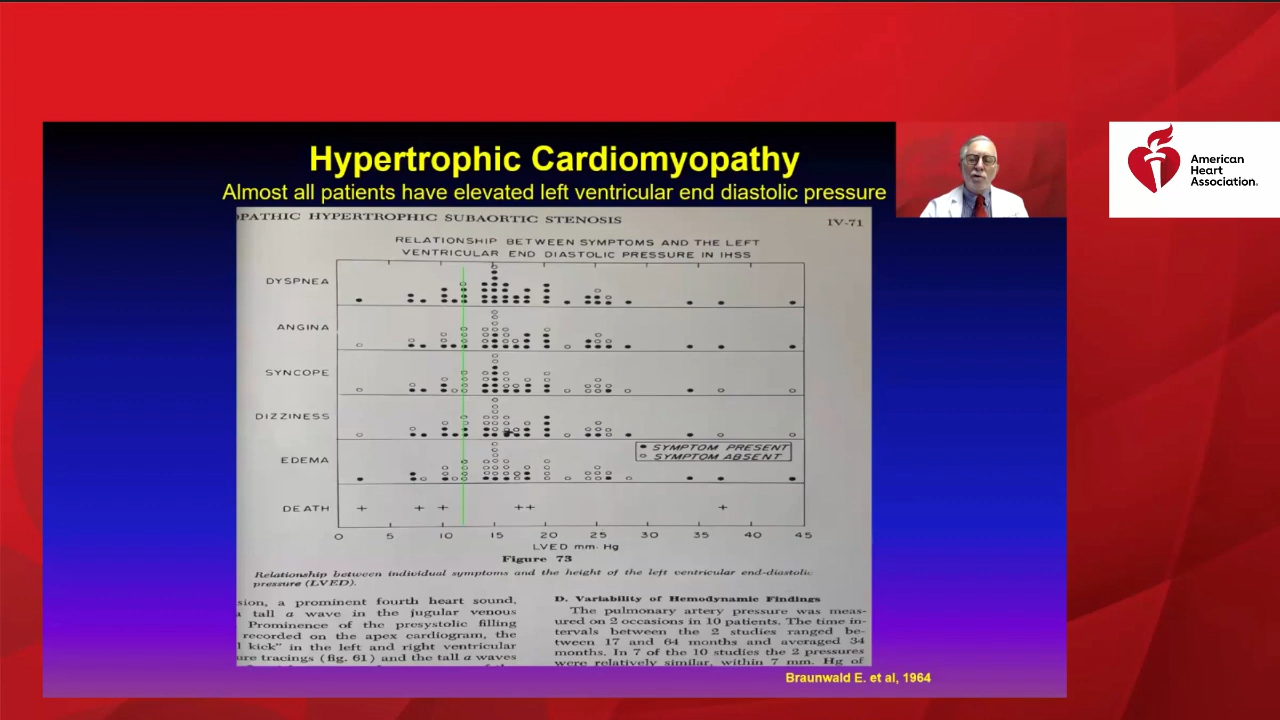 Hypertrophic Cardiomyopathy
Almost all patients have elevated left ventricular end diastolic pressure
American
Heart
Association.
PATHIC HYPERTROPHIC SUBAORTIC STENOSIS
IV-71
RELATIONSHIP BETWEEN SYMPTOMS AND THE LEFT
VENTRICULAR END DIASTOLIC PRESSURE IN IHSS
DYSPNEA
ANGINA
SYNCOPE
DIZZINESS
SYMPTOM PRESENT
SYMPTOM ABSENT
EDEMA
DEATH
0 5 10 15 20 25 30 35 40 45
LVED mm. Hg
Figure 73
Relationship between individual symptoms and the height of the left ventricular end-diastolic
pressure (LVED).
sion, a prominent fourth heart sound,
tall a wave in the jugular venous
Prominence of the presystolic filling
recorded on the apex cardiogram, the
kick" in the left and right ventricular
ure tracings (fig. 61) and the tall a waves
D. Variability of Hemodynamic Findings
The pulmonary artery pressure was meas-
ured on 2 occasions in 10 patients. The time in-
tervals between the 2 studies ranged be-
tween 17 and 64 months and averaged 34
months. In 7 of the 10 studies the 2 pressures
were relatively similar, within 7 mm. Hg of
Braunwald E. et al, 1964